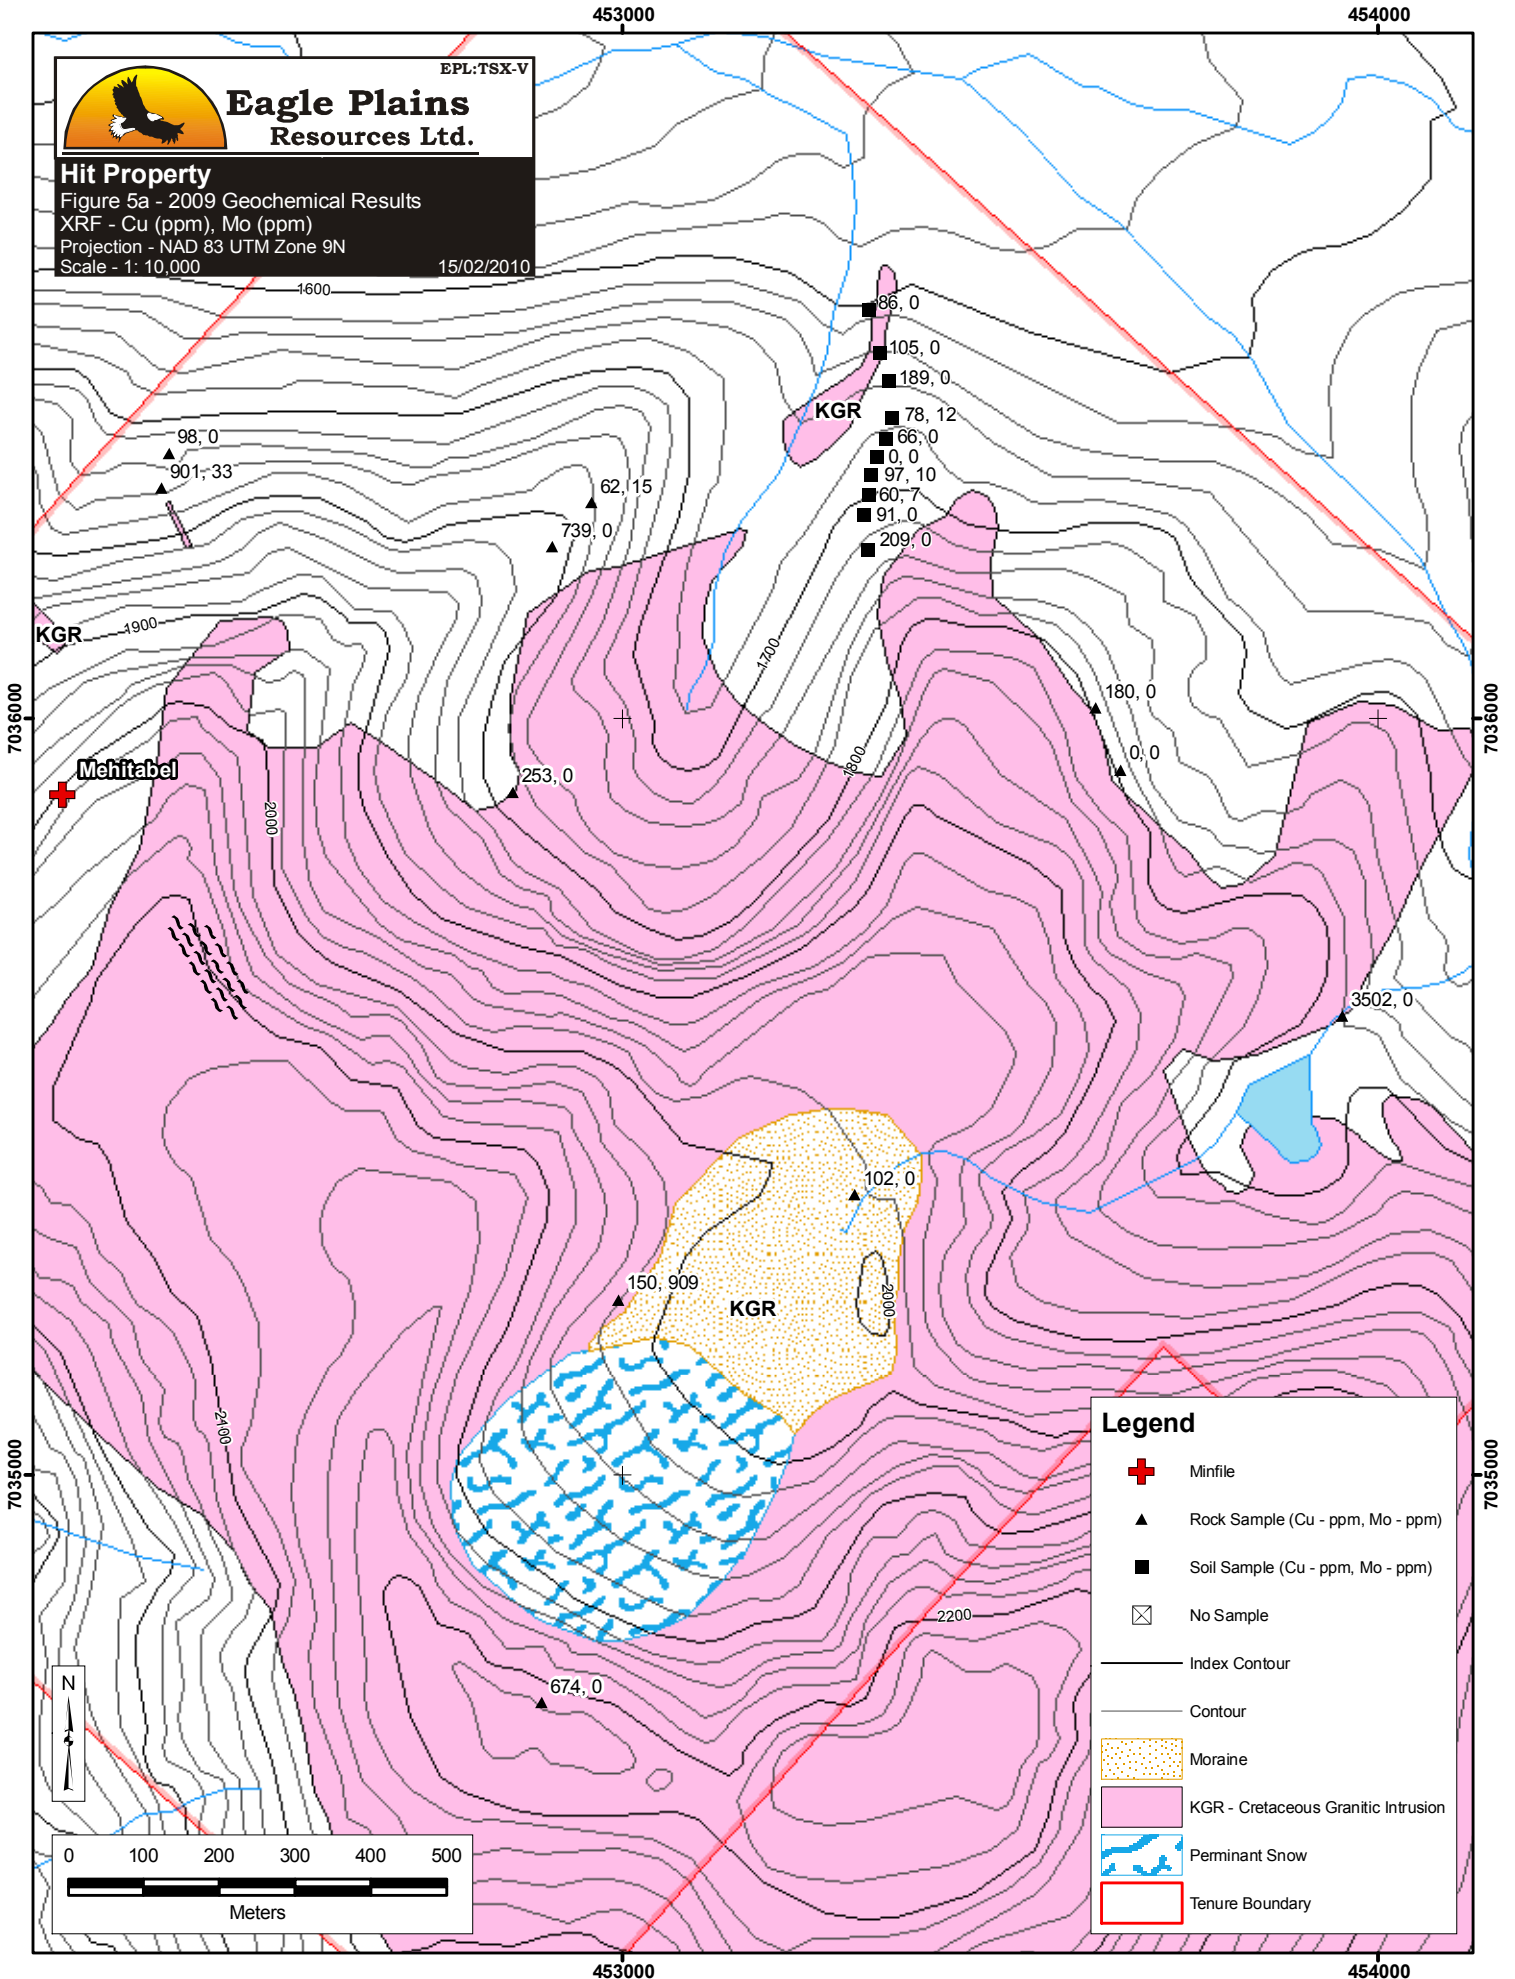 453000
454000
EPL:TSX-V
Eagle Plains
Resources Ltd.
Hit Property
Figure 5a - 2009 Geochemical Results
XRF - Cu (ppm), Mo (ppm)
Projection - NAD 83 UTM Zone 9N
Scale - 1: 10,000
15/02/2010
1600
86, 0
105, 0
189, 0
KGR
78, 12
66, 0
98, 0
0, 0
901, 33
97, 10
62, 15
60, 7
91, 0
739, 0
209, 0
1900
KGR
1700
180, 0
7036000
7036000
0, 0
1800
Mehitabel
253, 0
2000
3502, 0
102, 0
150, 909
2000
KGR
2100
7035000
7035000
2200
674, 0
Legend
Minfile
Rock Sample (Cu - ppm, Mo - ppm)
Soil Sample (Cu - ppm, Mo - ppm)
No Sample
Index Contour
Contour
Moraine
KGR - Cretaceous Granitic Intrusion
Perminant Snow
Tenure Boundary
N
0 100 200 300 400 500
Meters
453000
454000